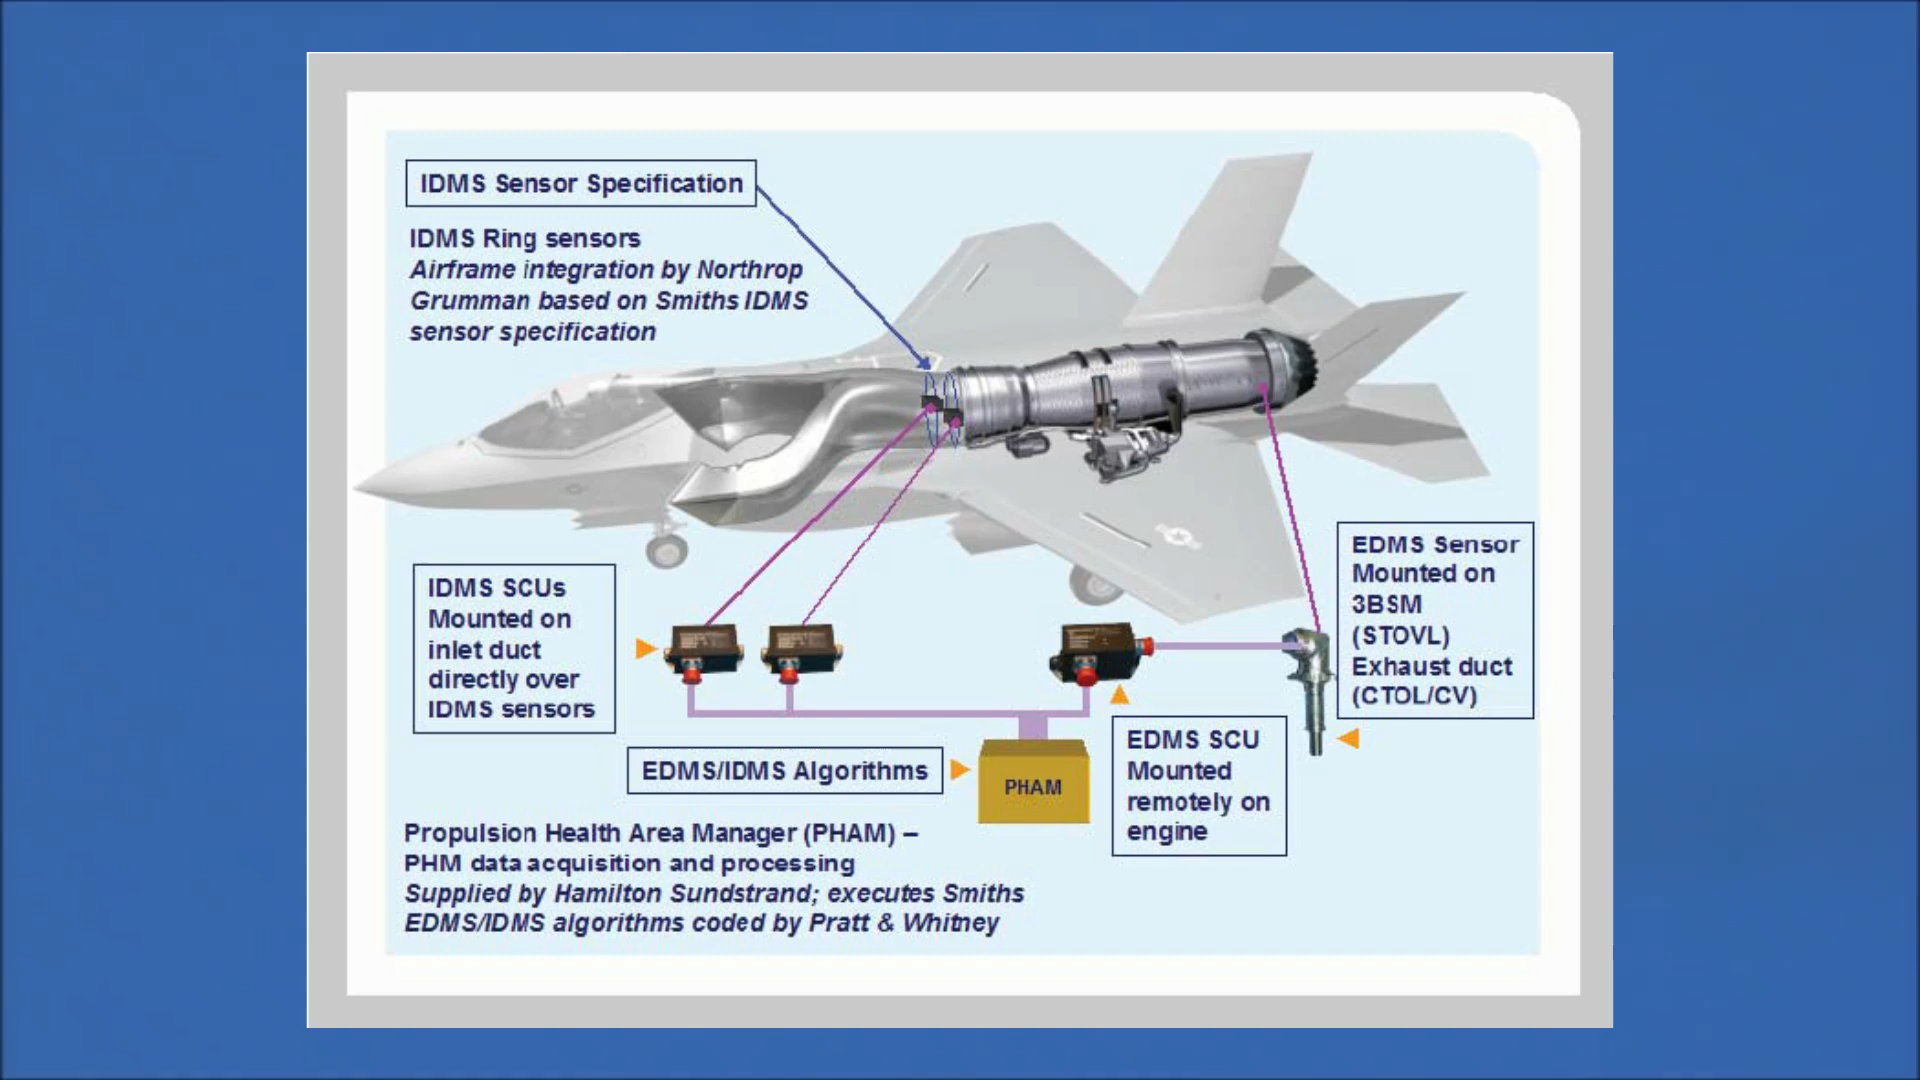 IDMS Sensor Specification
IDMS Ring sensors
Airframe integration by Northrop
Grumman based on Smiths IDMS
sensor specification
IDMS SCUs
Mounted on
inlet duct
directly over
IDMS sensors
EDMS Sensor
Mounted on
3BSM
(STOVL)
Exhaust duct
(CTOL/CV)
EDMS SCU
Mounted
remotely on
engine
EDMS/IDMS Algorithms
PHAM
Propulsion Health Area Manager (PHAM) –
PHM data acquisition and processing
Supplied by Hamilton Sundstrand; executes Smiths
EDMS/IDMS algorithms coded by Pratt & Whitney